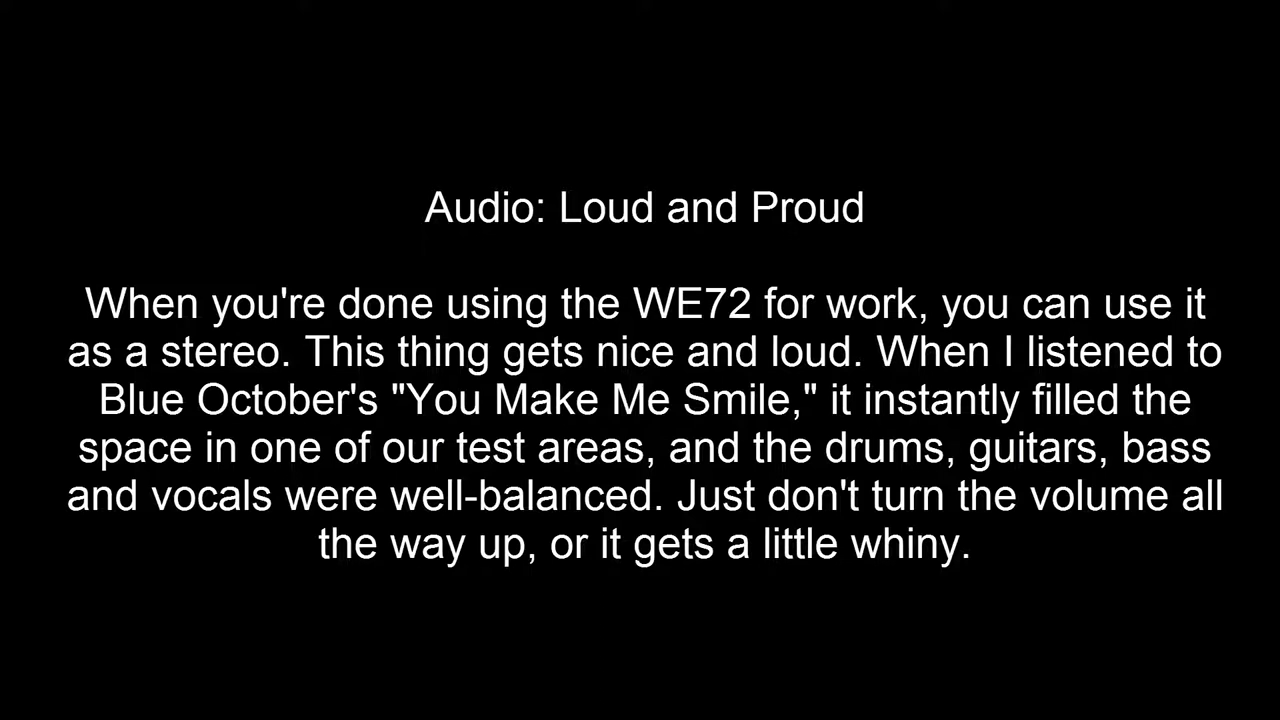 Audio: Loud and Proud
When you're done using the WE72 for work, you can use it
as a stereo. This thing gets nice and loud. When I listened to
Blue October's "You Make Me Smile," it instantly filled the
space in one of our test areas, and the drums, guitars, bass
and vocals were well-balanced. Just don't turn the volume all
the way up, or it gets a little whiny.